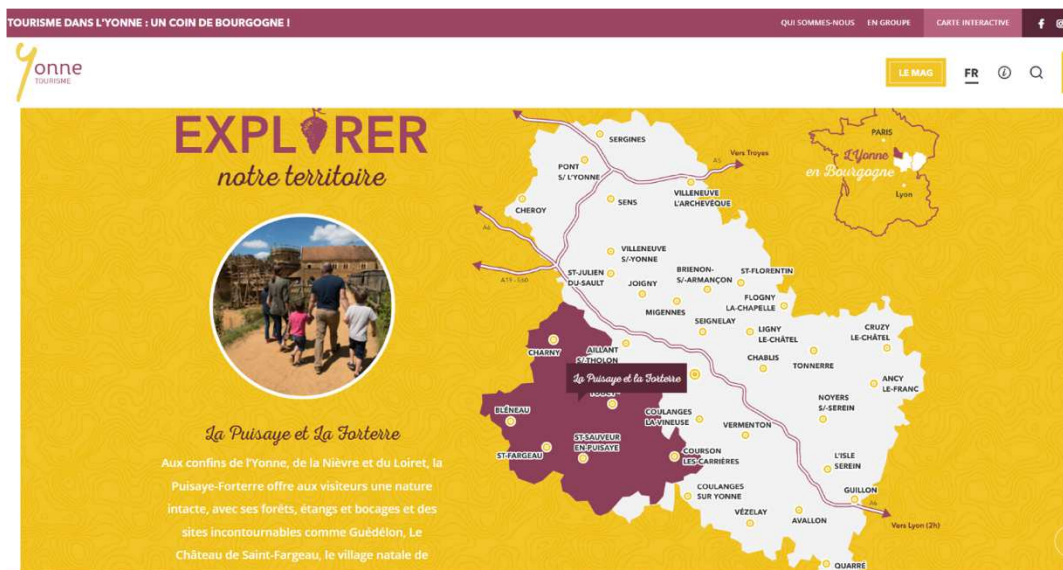 TOURISME DANS L'YONNE : UN COIN DE BOURGOGNE !
QUI SOMMES-NOUS
EN GROUPE
CARTE INTERACTIVE
Yonne
TOURISME
LE MAG
FR
EXPLORER
notre territoire
La Puisaye et La Forterre
Aux confins de l'Yonne, de la Nièvre et du Loiret, la
Puisaye-Forterre offre aux visiteurs une nature
intacte, avec ses forêts, étangs et bocages et des
sites incontournables comme Guédélon, Le
Château de Saint-Fargeau, le village natale de
SERGINES
PONT
S/ L'YONNE
A5
Vers Troyes
VILLENEUVE
L'ARCHEVÊQUE
CHEROY
SENS
A6
A19 - E60
VILLENEUVE
S/-YONNE
ST-JULIEN
DU-SAULT
JOIGNY
BRIENON-
S/-ARMANÇON
ST-FLORENTIN
MIGENNES
FLOGNY
LA-CHAPELLE
SEIGNELAY
LIGNY
LE-CHÂTEL
CRUZY
LE-CHÂTEL
CHARNY
AILLANT
S/-THOLON
CHABLIS
TONNERRE
La Puisaye et la Forterre
ANCY
LE-FRANC
BLÉNEAU
COULANGES
LA-VINEUSE
VERMENTON
NOYERS
S/-SEREIN
ST-FARGEAU
ST-SAUVEUR
EN-PUISAYE
COURSON
LES-CARRIÈRES
L'ISLE
SEREIN
COULANGES
SUR YONNE
GUILLON
A6
VÉZELAY
AVALLON
Vers Lyon (2h)
QUARRÉ
PARIS
L'Yonne
en Bourgogne
Lyon